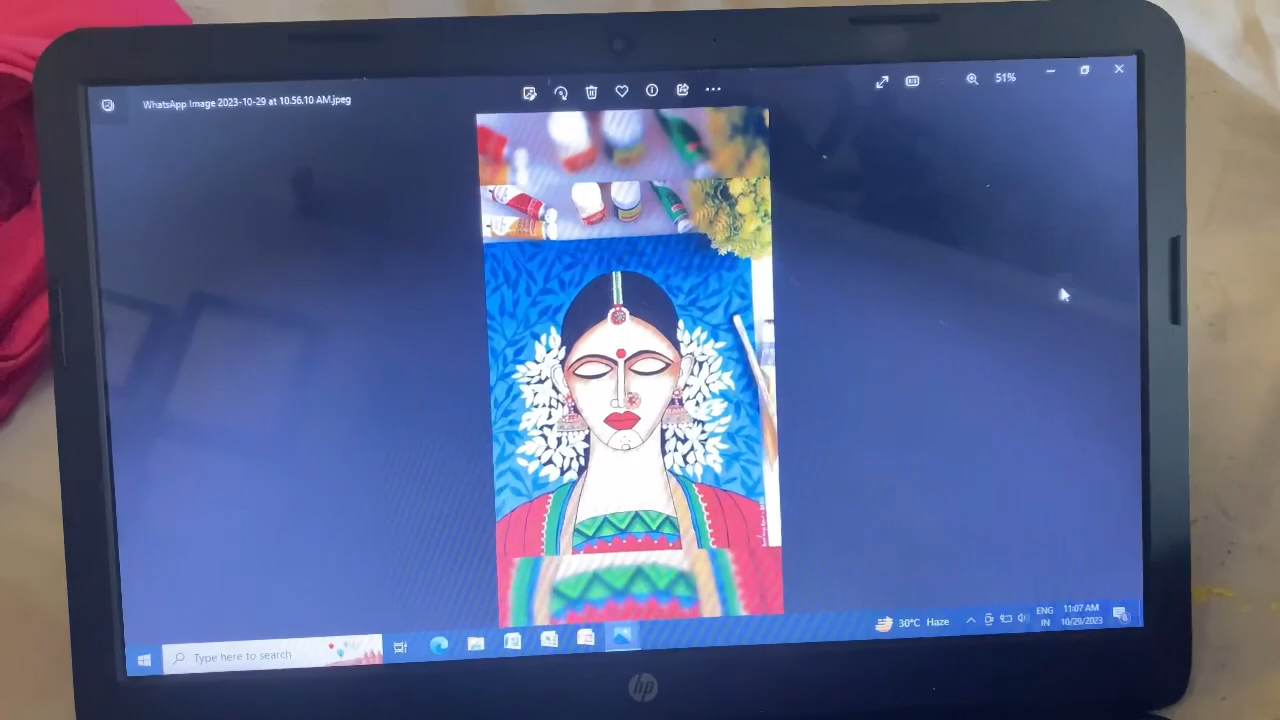 WhatsApp Image 2023-10-29 at 10.56.10 AM.jpeg
51%
Type here to search
30°C Haze
ENG
IN
11:07 AM
10/29/2023
hp